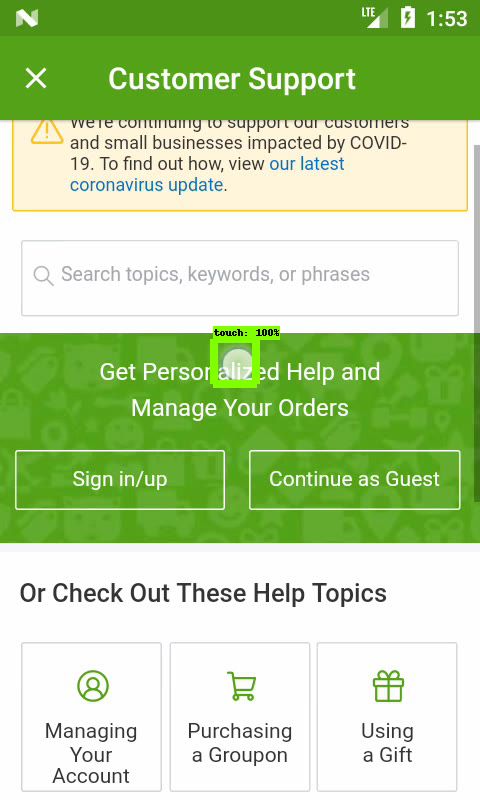 LTE 1:53
Customer Support
We're continuing to support our customers
and small businesses impacted by COVID-
19. To find out how, view our latest
coronavirus update.
Search topics, keywords, or phrases
touch: 100%
Get Personalized Help and
Manage Your Orders
Sign in/up Continue as Guest
Or Check Out These Help Topics
Managing
Your
Account
Purchasing
a Groupon
Using
a Gift